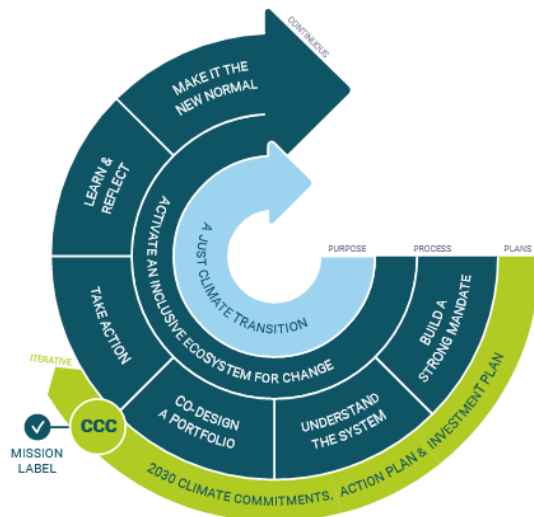 CONTINUOUS
MAKE IT THE
NEW NORMAL
LEARN &
REFLECT
TAKE ACTION
ACTIVATE AN INCLUSIVE ECOSYSTEM FOR CHANGE
A JUST CLIMATE TRANSITION
PURPOSE
PROCESS
PLANS
BUILD A
STRONG MANDATE
UNDERSTAND
THE SYSTEM
CO-DESIGN
A PORTFOLIO
ITERATIVE
CCC
MISSION
LABEL
2030 CLIMATE COMMITMENTS, ACTION PLAN & INVESTMENT PLAN